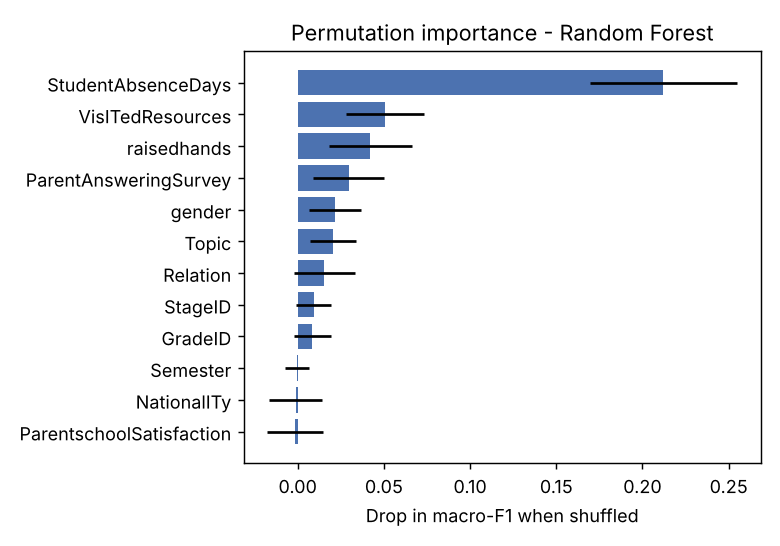 Permutation importance - Random Forest
StudentAbsenceDays
VisITedResources
raisedhands
ParentAnsweringSurvey
gender
Topic
Relation
StageID
GradeID
Semester
NationalITy
ParentschoolSatisfaction
0.00 0.05 0.10 0.15 0.20 0.25
Drop in macro-F1 when shuffled